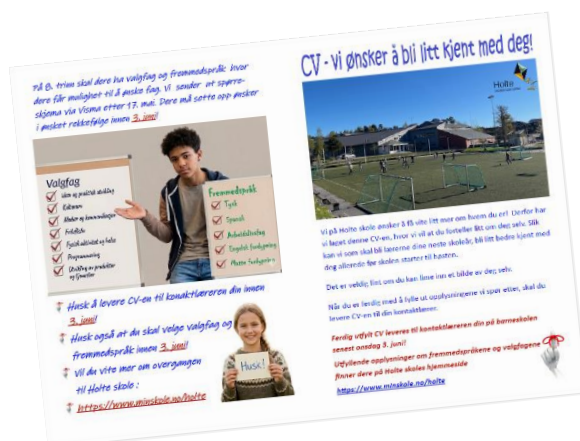 På 8. trinn skal dere ha valgfag og fremmedspråk hvor
dere får mulighet til å ønske fag. Vi sender ut spørre-
skjema via Visma etter 17. mai. Dere må sette opp ønsker
i ønsket rekkefølge innen 3. juni!
Valgfag
Fysisk aktivitet og helse
Programmering
Fremmedspråk
Tysk
Spansk
Arbeidslivsfag
Engelsk fordypning
Matte fordypning
Husk å levere CV-en til kontaktlæreren din innen
3. juni!
Husk også at du skal velge valgfag og
fremmedspråk innen 3. juni!
Vil du vite mer om overgangen
til Holte skole :
https://www.minskole.no/holte
Husk!
CV - vi ønsker å bli litt kjent med deg!
Holte
Vi på Holte skole ønsker å få vite litt mer om hvem du er! Derfor har
vi laget denne CV-en, hvor vi vil at du forteller litt om deg selv. Slik
kan vi som skal bli lærerne dine neste skoleår, bli litt bedre kjent med
deg allerede før skolen starter til høsten.
Det er veldig fint om du kan lime inn et bilde av deg selv.
Når du er ferdig med å fylle ut opplysningene vi spør etter, skal du
levere CV-en til din kontaktlærer.
Ferdig utfylt CV leveres til kontaktlæreren din på barneskolen
senest onsdag 3. juni!
Utfyllende opplysninger om fremmedspråkene og valgfagene
finner dere på Holte skoles hjemmeside
https://www.minskole.no/holte